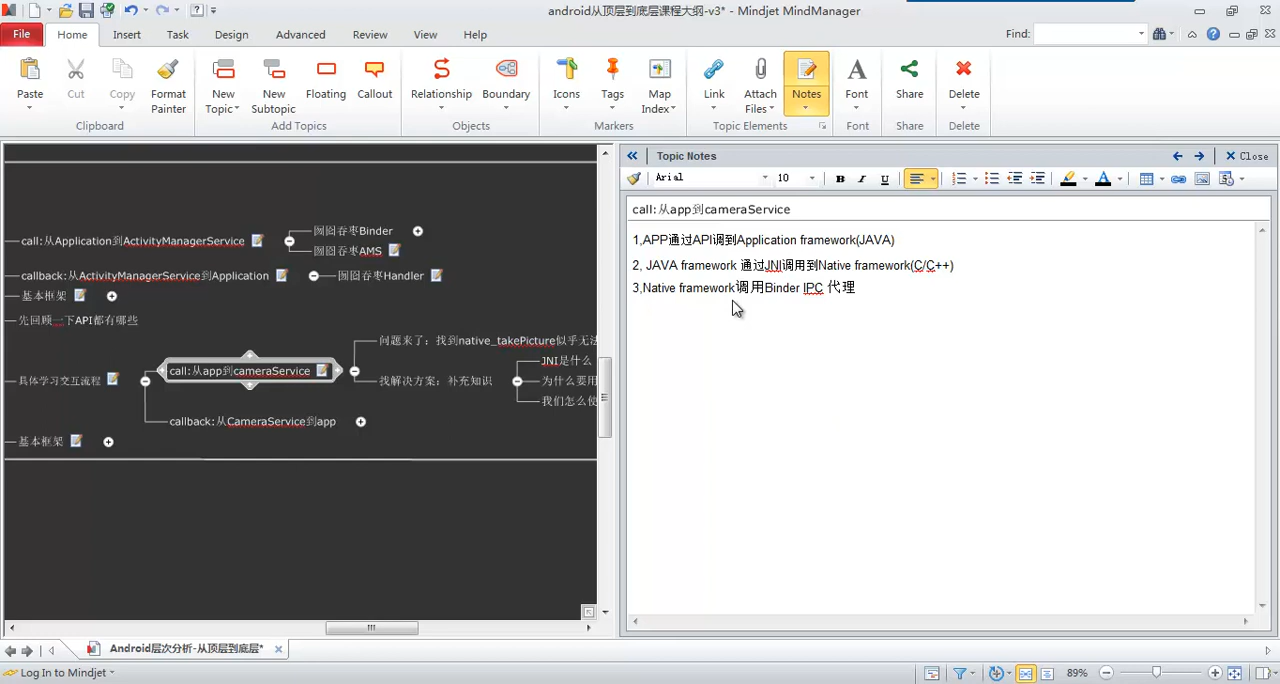 android从顶层到底层课程大纲-v3* - Mindjet MindManager
File Home Insert Task Design Advanced Review View Help Find:
Paste Cut Copy Format Painter
Clipboard
New Topic New Subtopic Floating Callout
Add Topics
Relationship Boundary
Objects
Icons Tags Map Index
Markers
Link Attach Files Notes
Topic Elements
Font
Font
Share
Share
Delete
Delete
call:从Application到ActivityManagerService
囫囵吞枣Binder
囫囵吞枣AMS
callback:从ActivityManagerService到Application
囫囵吞枣Handler
基本框架
先回顾一下API都有哪些
具体学习交互流程
call:从app到cameraService
问题来了：找到native_takePicture似乎无法
找解决方案：补充知识
JNI是什么
为什么要用
我们怎么使
callback:从CameraService到app
基本框架
Topic Notes
Close
Arial 10 B I U
call:从app到cameraService
1,APP通过API调到Application framework(JAVA)
2, JAVA framework 通过JNI调用到Native framework(C/C++)
3,Native framework调用Binder IPC 代理
Android层次分析-从顶层到底层*
Log In to Mindjet
89%